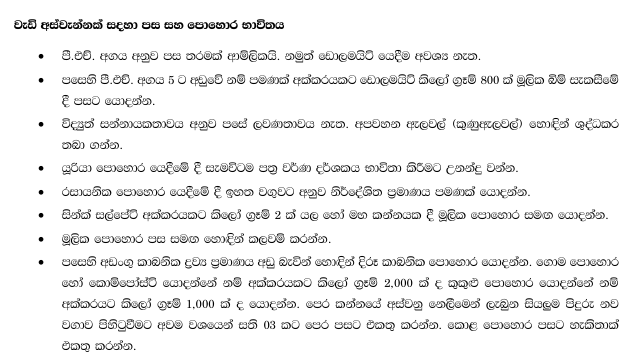 වැඩි අස්වැන්නක් සදහා පස සහ පොහොර භාවිතය
• පී.එච්. අගය අනුව පස තරමක් ආම්ලිකයි. නමුත් ඩොලමයිට් යෙදීම අවශ්‍ය නැත.
• පසෙහි පී.එච්. අගය 5 ට අඩුවේ නම් පමණක් අක්කරයකට ඩොලමයිට් කිලෝ ග්‍රෑම් 800 ක් මූලික බිම් සැකසීමේ
දී පසට යොදන්න.
• විද්‍යුත් සන්නායකතාවය අනුව පසේ ලවණතාවය නැත. අපවහන ඇලවල් (කුණුඇලවල්) හොඳින් ශුද්ධකර
තබා ගන්න.
• යූරියා පොහොර යෙදීමේ දී සැමවිටම පත්‍ර වර්ණ දර්ශකය භාවිතා කිරීමට උනන්දු වන්න.
• රසායනික පොහොර යෙදීමේ දී ඉහත වගුවට අනුව නිර්දේශිත ප්‍රමාණය පමණක් යොදන්න.
• සින්ක් සල්පේට් අක්කරයකට කිලෝ ග්‍රෑම් 2 ක් යල හෝ මහ කන්නයක දී මූලික පොහොර සමඟ යොදන්න.
• මූලික පොහොර පස සමඟ හොඳින් කලවම් කරන්න.
• පසෙහි අඩංගු කාබනික ද්‍රව්‍ය ප්‍රමාණය අඩු බැවින් හොඳින් දිරූ කාබනික පොහොර යොදන්න. ගොම පොහොර
හෝ කොම්පෝස්ට් යොදන්නේ නම් අක්කරයකට කිලෝ ග්‍රෑම් 2,000 ක් ද කුකුළු පොහොර යොදන්නේ නම්
අක්කරයට කිලෝ ග්‍රෑම් 1,000 ක් ද යොදන්න. පෙර කන්නයේ අස්වනු නෙලීමෙන් ලැබුන සියලුම පිදුරු නව
වගාව පිහිටුවීමට අවම වශයෙන් සති 03 කට පෙර පසට එකතු කරන්න. කොළ පොහොර පසට හැකිතාක්
එකතු කරන්න.